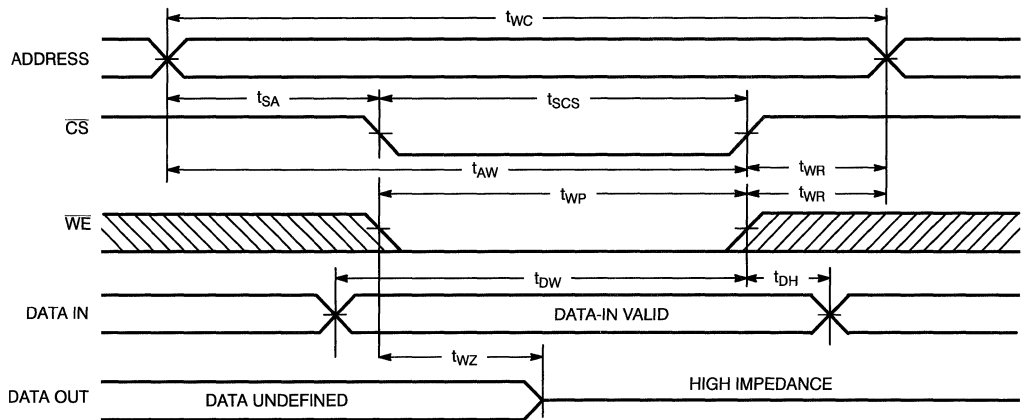 tWC
ADDRESS
tSA
tSCS
CS
tAW
tWR
tWP
tWR
WE
tDW
tDH
DATA IN
DATA-IN VALID
tWZ
DATA OUT
DATA UNDEFINED
HIGH IMPEDANCE